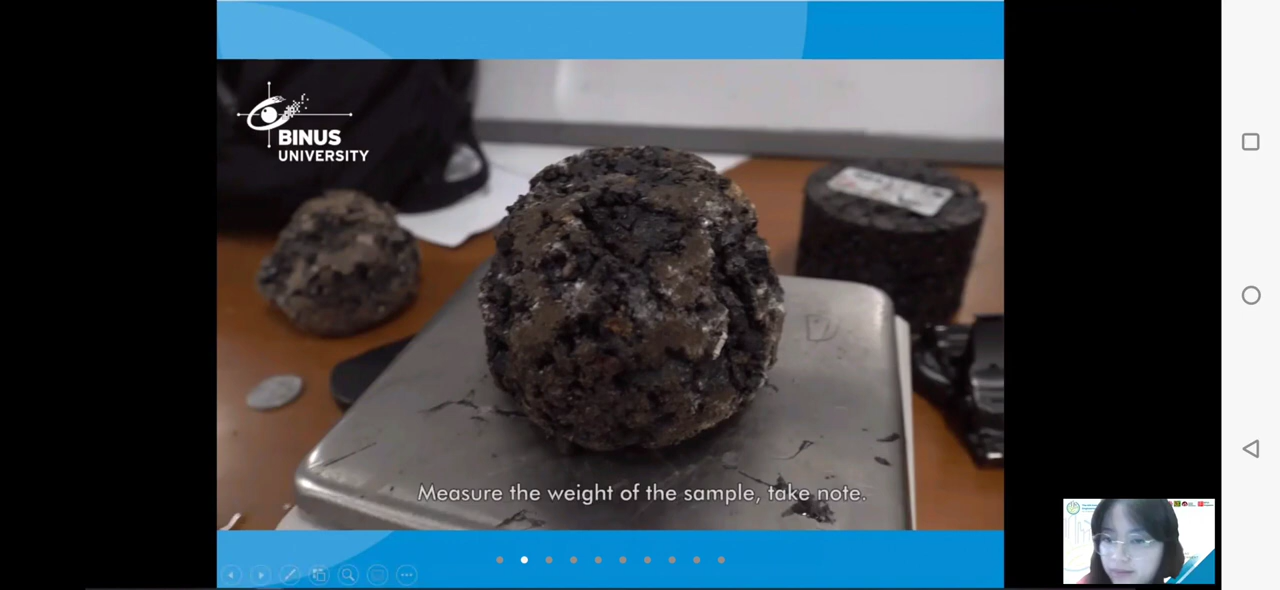 BINUS
UNIVERSITY
Measure the weight of the sample, take note.